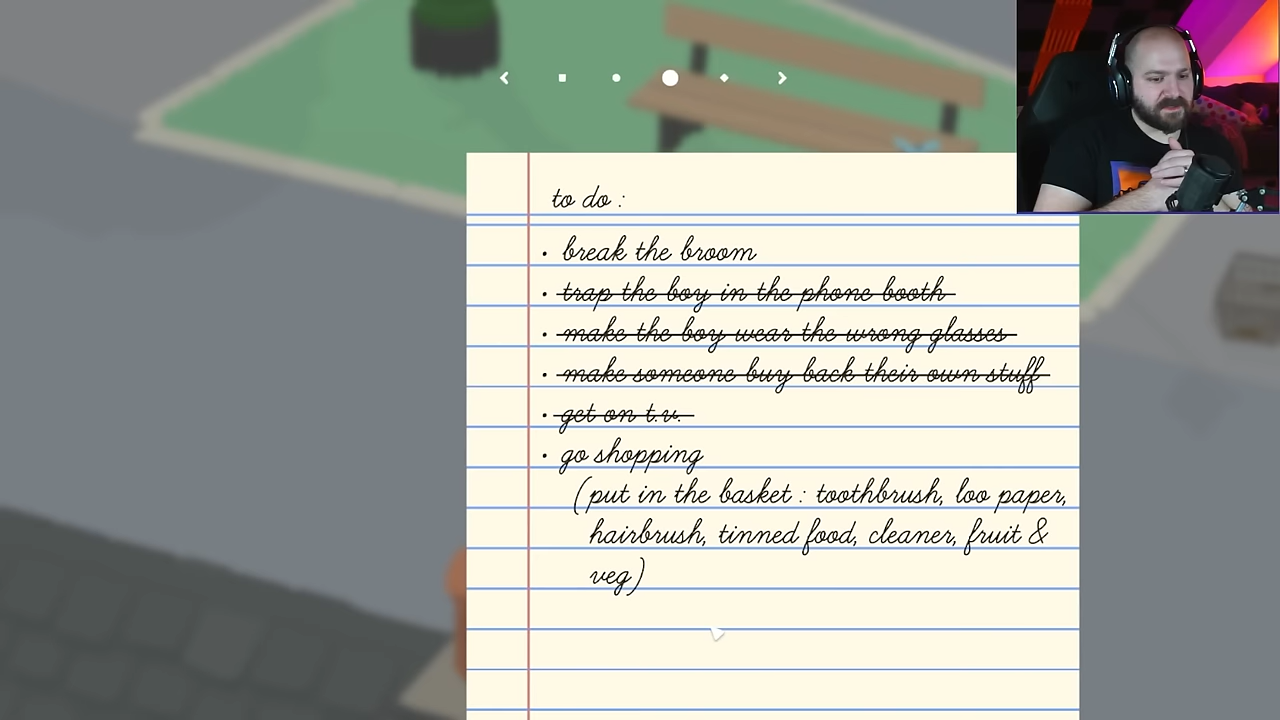 to do :
• break the broom
• trap the boy in the phone booth
• make the boy wear the wrong glasses
• make someone buy back their own stuff
• get on t.v.
• go shopping
(put in the basket : toothbrush, loo paper,
hairbrush, tinned food, cleaner, fruit &
veg)